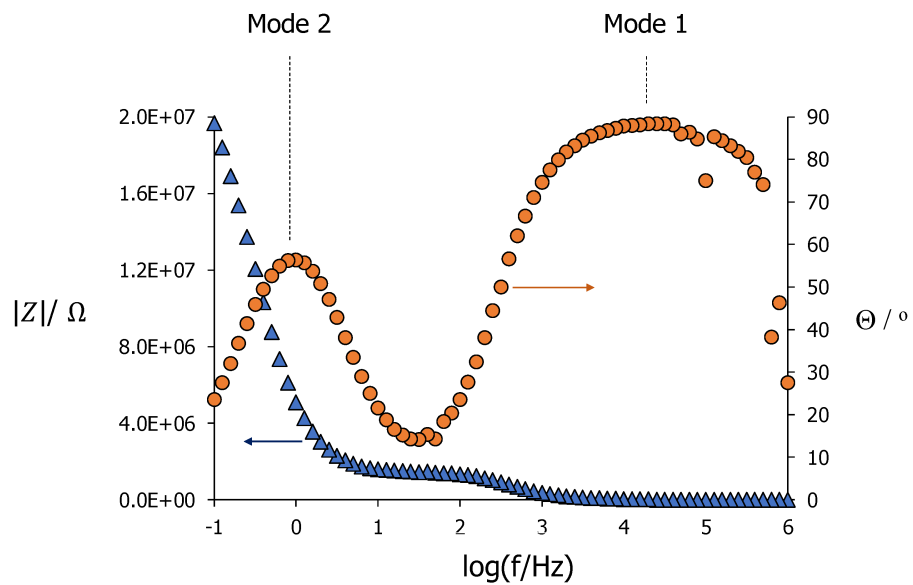 Mode 2 Mode 1
2.0E+07 90
80
1.6E+07
70
60
1.2E+07
50
|Z|/ Ω Θ / º
8.0E+06 40
30
4.0E+06 20
10
0.0E+00 0
-1 0 1 2 3 4 5 6
log(f/Hz)